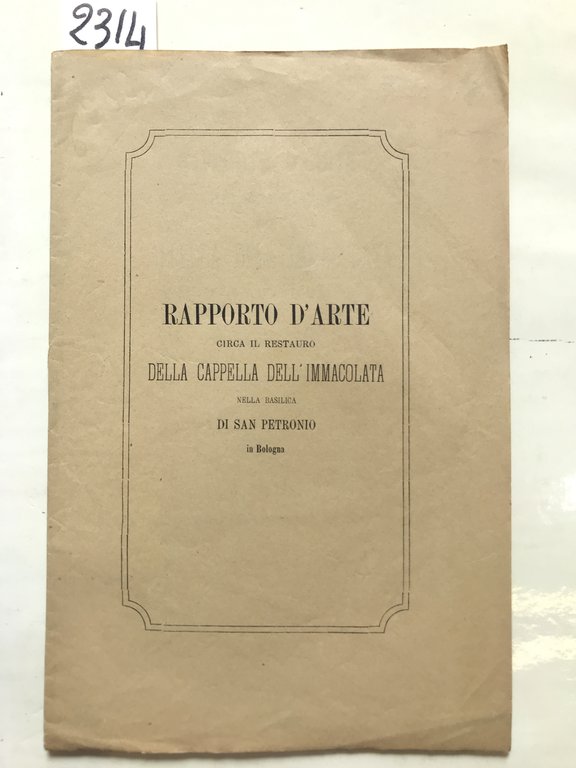 2314
RAPPORTO D'ARTE
CIRCA IL RESTAURO
DELLA CAPPELLA DELL'IMMACOLATA
NELLA BASILICA
DI SAN PETRONIO
in Bologna